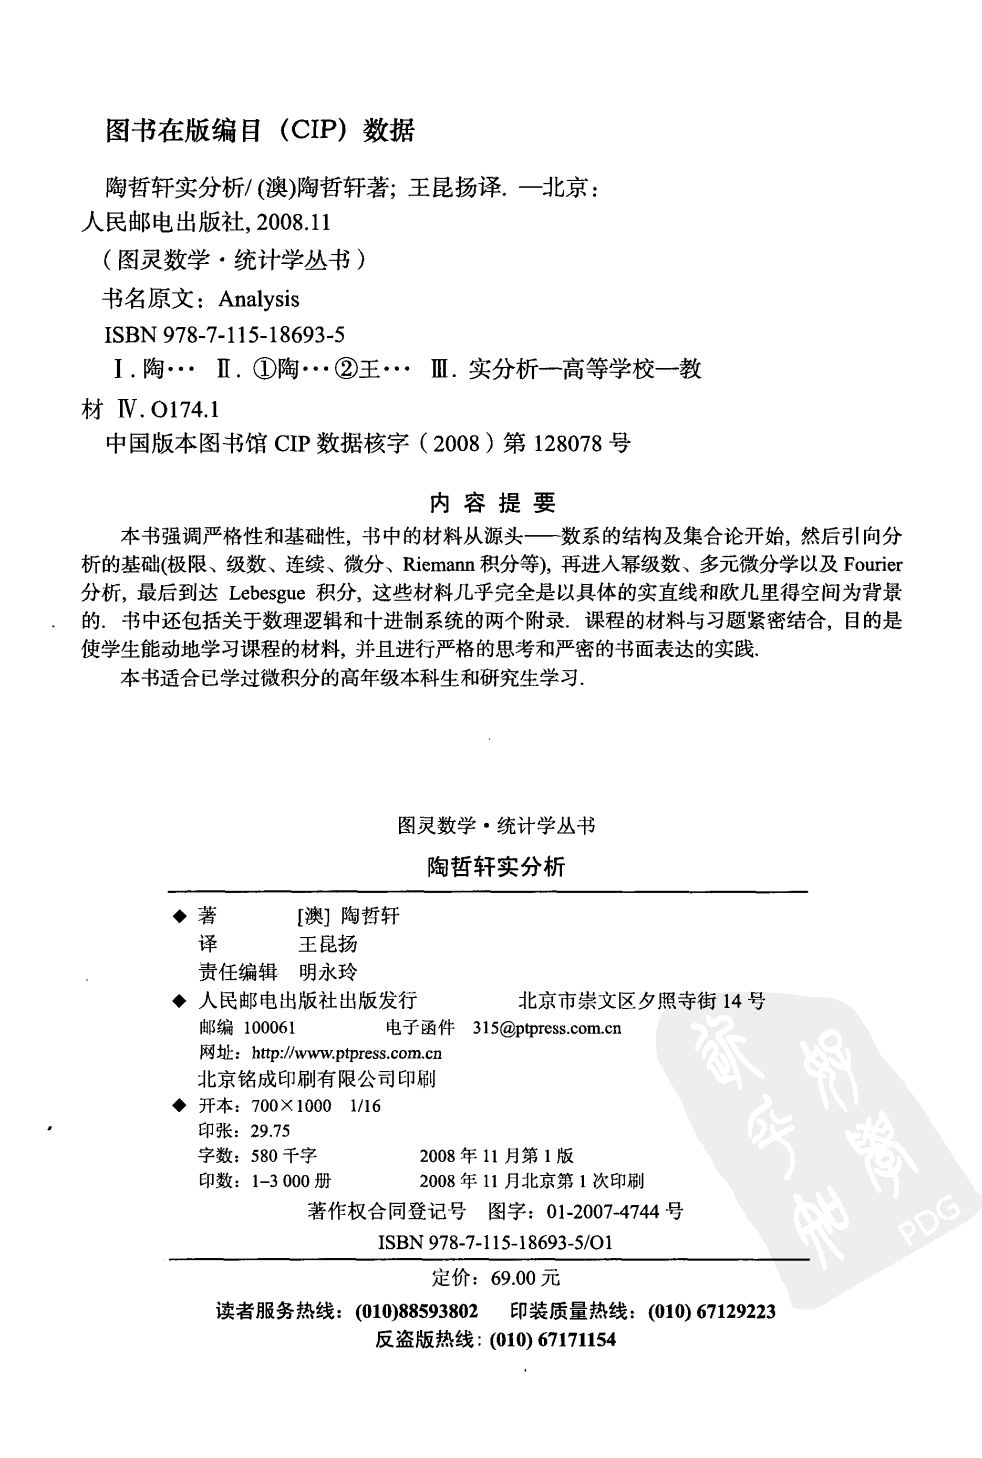 图书在版编目（CIP）数据
陶哲轩实分析/ (澳)陶哲轩著; 王昆扬译. —北京：
人民邮电出版社, 2008.11
（图灵数学·统计学丛书）
书名原文：Analysis
ISBN 978-7-115-18693-5
Ⅰ. 陶… Ⅱ. ①陶…②王… Ⅲ. 实分析—高等学校—教
材 Ⅳ. O174.1
中国版本图书馆 CIP 数据核字（2008）第 128078 号
内 容 提 要
本书强调严格性和基础性, 书中的材料从源头——数系的结构及集合论开始, 然后引向分
析的基础(极限、级数、连续、微分、Riemann 积分等), 再进入幂级数、多元微分学以及 Fourier
分析, 最后到达 Lebesgue 积分, 这些材料几乎完全是以具体的实直线和欧几里得空间为背景
的. 书中还包括关于数理逻辑和十进制系统的两个附录. 课程的材料与习题紧密结合, 目的是
使学生能动地学习课程的材料, 并且进行严格的思考和严密的书面表达的实践.
本书适合已学过微积分的高年级本科生和研究生学习.
图灵数学·统计学丛书
陶哲轩实分析
◆ 著 [澳] 陶哲轩
译 王昆扬
责任编辑 明永玲
◆ 人民邮电出版社出版发行 北京市崇文区夕照寺街 14 号
邮编 100061 电子函件 315@ptpress.com.cn
网址：http://www.ptpress.com.cn
北京铭成印刷有限公司印刷
◆ 开本：700×1000 1/16
印张：29.75
字数：580 千字 2008 年 11 月第 1 版
印数：1–3 000 册 2008 年 11 月北京第 1 次印刷
著作权合同登记号 图字：01-2007-4744 号
ISBN 978-7-115-18693-5/O1
定价：69.00 元
读者服务热线：(010)88593802 印装质量热线：(010) 67129223
反盗版热线：(010) 67171154
PDG